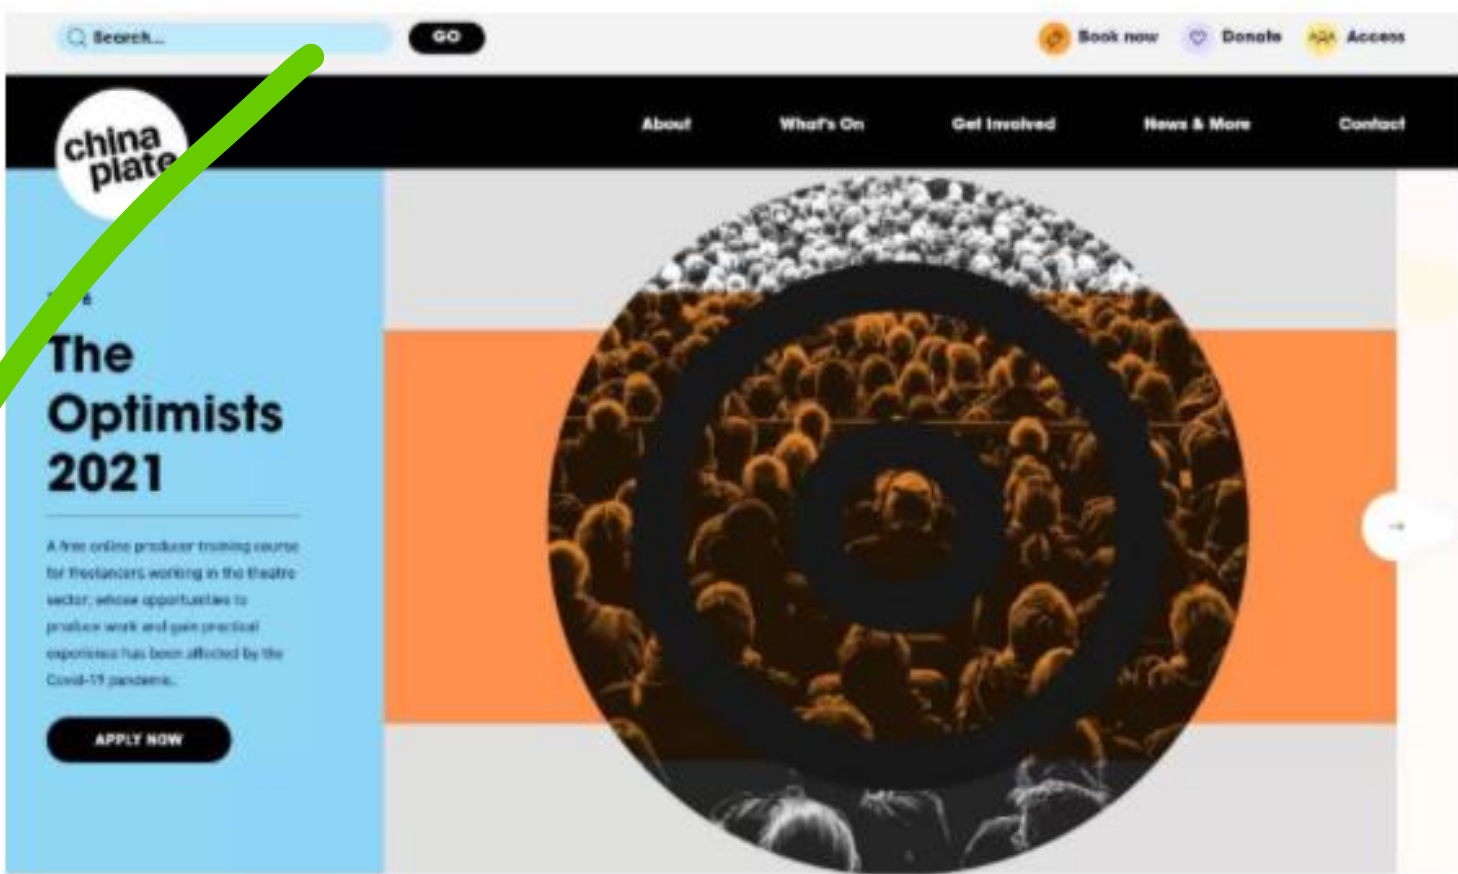 Search...
GO
Book now
Donate
Access
china
plate
About
What's On
Get Involved
News & More
Contact
The
Optimists
2021
A free online producer training course
for freelancers working in the theatre
sector, whose opportunities to
produce work and gain practical
experience has been affected by the
Covid-19 pandemic.
APPLY NOW